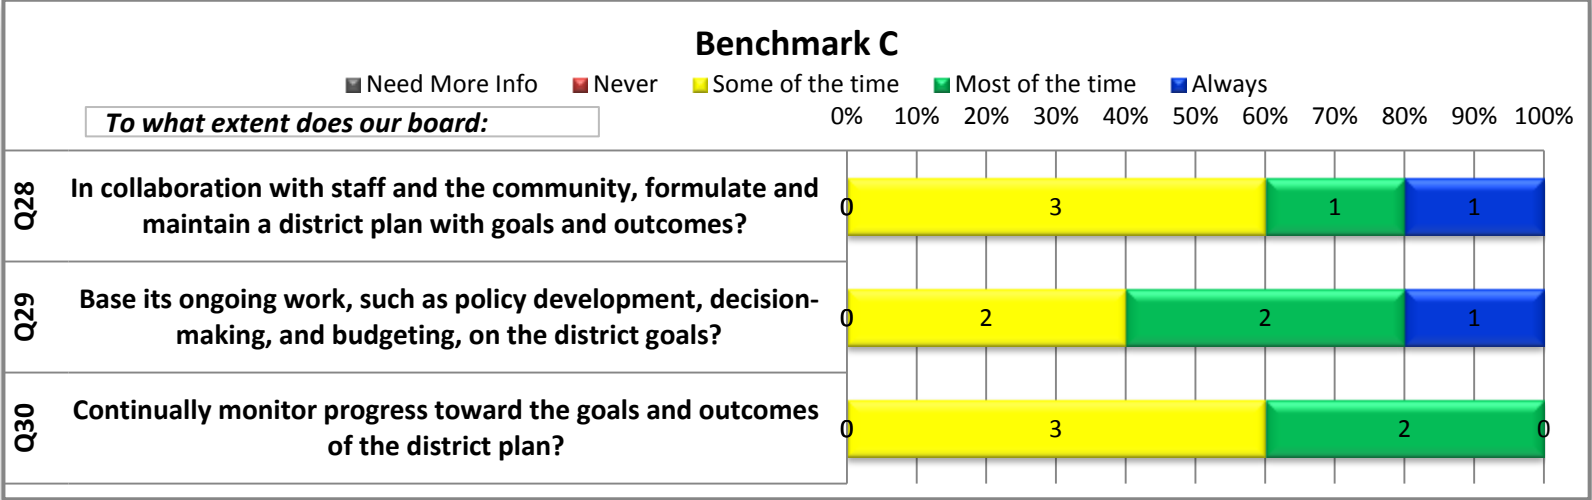 Benchmark C
Need More Info Never Some of the time Most of the time Always
To what extent does our board:
0% 10% 20% 30% 40% 50% 60% 70% 80% 90% 100%
Q28
In collaboration with staff and the community, formulate and
maintain a district plan with goals and outcomes?
0 3 1 1
Q29
Base its ongoing work, such as policy development, decision-
making, and budgeting, on the district goals?
0 2 2 1
Q30
Continually monitor progress toward the goals and outcomes
of the district plan?
0 3 2 0